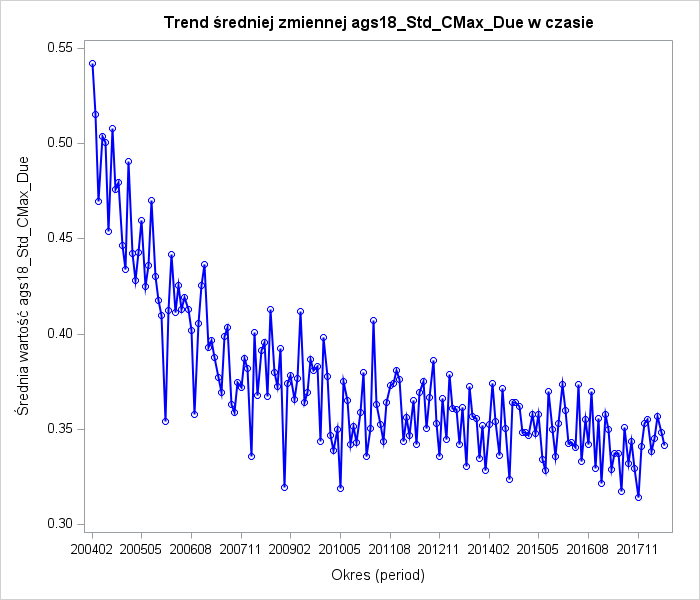 Trend średniej zmiennej ags18_Std_CMax_Due w czasie
Średnia wartość ags18_Std_CMax_Due
0.55
0.50
0.45
0.40
0.35
0.30
200402 200505 200608 200711 200902 201005 201108 201211 201402 201505 201608 201711
Okres (period)